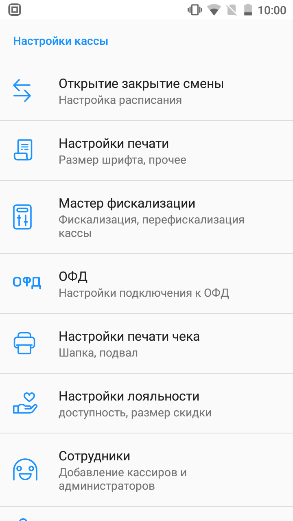 10:00
Настройки кассы
Открытие закрытие смены
Настройка расписания
Настройки печати
Размер шрифта, прочее
Мастер фискализации
Фискализация, перефискализация
кассы
ОФД
ОФД
Настройки подключения к ОФД
Настройки печати чека
Шапка, подвал
Настройки лояльности
доступность, размер скидки
Сотрудники
Добавление кассиров и
администраторов